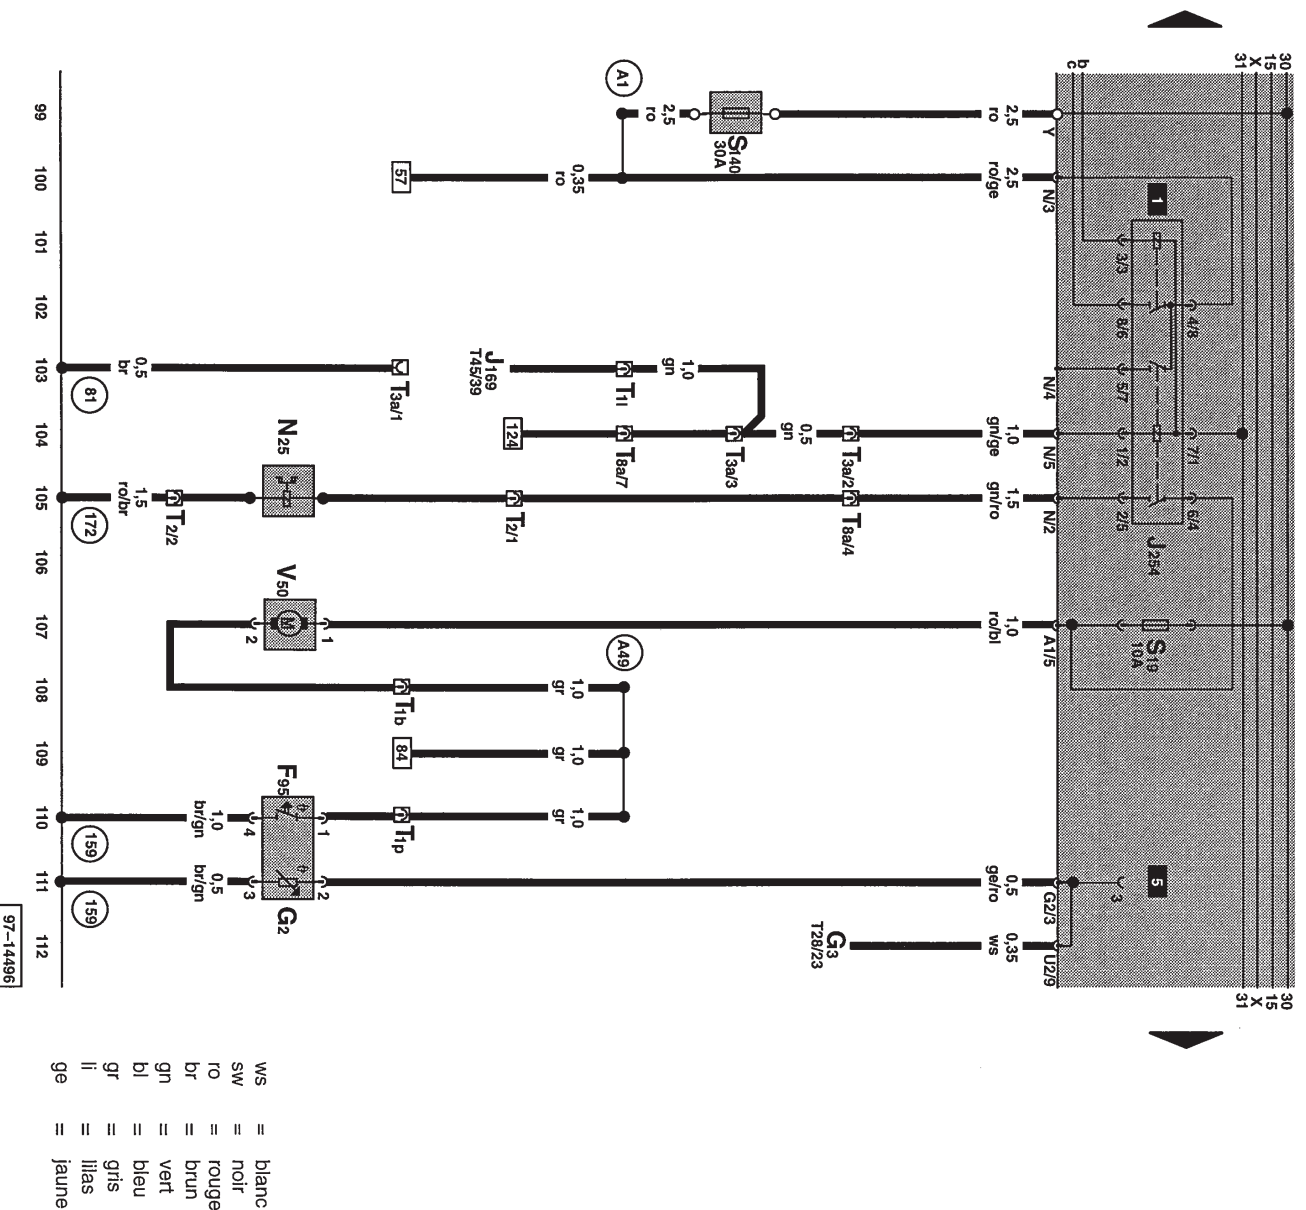 30
15
X
31
b
c
30
15
X
31
Y
N/3
N/4
N/5
N/2
A1/5
G2/3
U2/9
1
3/3
8/6
4/8
5/7
1/2
7/1
2/5
6/4
J254
S19
10A
5
3
2,5
ro
2,5
ro/ge
1,0
gn/ge
1,5
gn/ro
1,0
ro/bl
0,5
ge/ro
0,35
ws
S140
30A
2,5
ro
A1
0,35
ro
57
G3
T28/23
T3a/2
T8a/4
0,5
gn
T3a/3
1,0
gn
T1l
T8a/7
J169
T45/39
124
T2/1
A49
1,0
gr
1,0
gr
1,0
gr
T3a/1
T1b
84
T1p
N25
V50
M
1
2
F95
1
4
2
3
G2
T2/2
0,5
br
1,5
ro/br
1,0
br/gn
0,5
br/gn
81
172
159
159
99
100
101
102
103
104
105
106
107
108
109
110
111
112
97–14496
ws = blanc
sw = noir
ro = rouge
br = brun
gn = vert
bl = bleu
gr = gris
li = lilas
ge = jaune